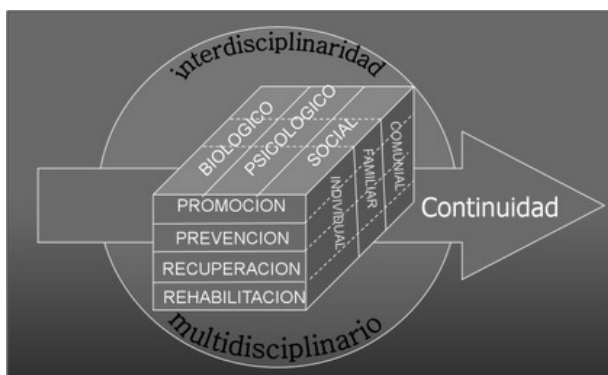 interdisciplinaridad
BIOLOGICO
PSICOLOGICO
SOCIAL
INDIVIDUAL
FAMILIAR
COMUNIAL
PROMOCION
PREVENCION
RECUPERACION
REHABILITACION
Continuidad
multidisciplinario